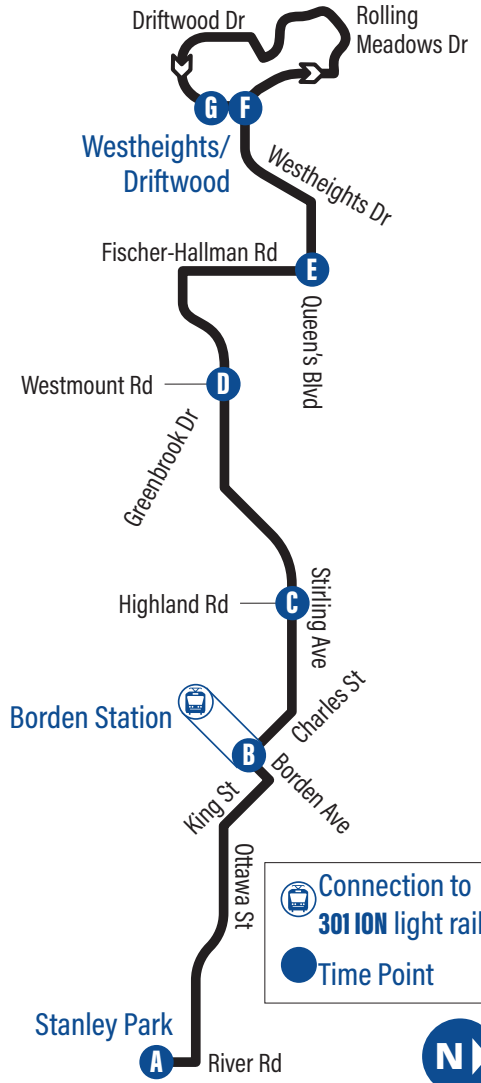 Driftwood Dr
Rolling
Meadows Dr
G
F
Westheights/
Driftwood
Westheights Dr
Fischer-Hallman Rd
E
Queen's Blvd
Westmount Rd
D
Greenbrook Dr
Highland Rd
C
Stirling Ave
Charles St
Borden Station
B
Borden Ave
King St
Ottawa St
Connection to
301 ION light rail
Time Point
Stanley Park
A
River Rd
N